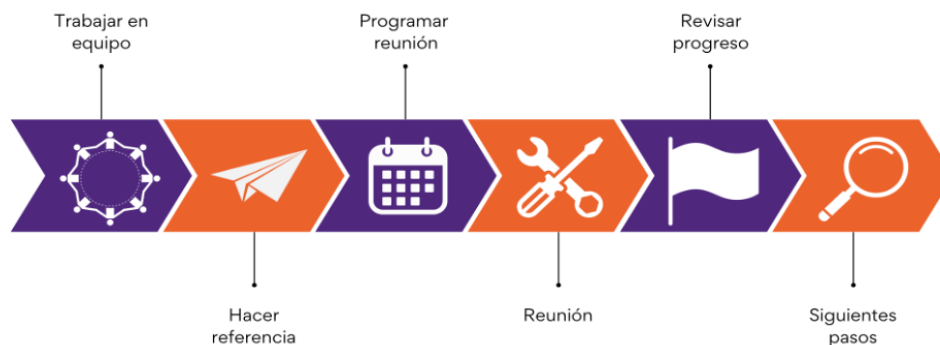 Trabajar en
equipo
Programar
reunión
Revisar
progreso
Hacer
referencia
Reunión
Siguientes
pasos